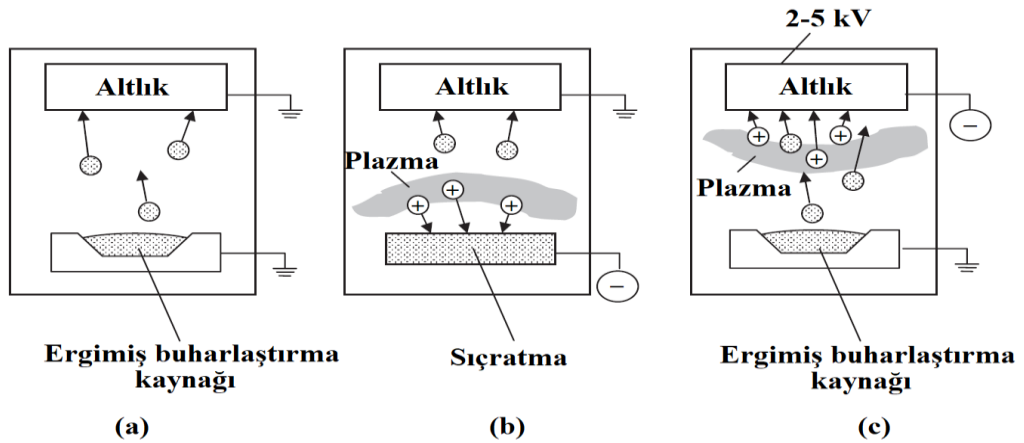 2-5 kV
Altlık
Altlık
Altlık
Plazma
Plazma
+
+
+
+
+
+
−
−
Ergimiş buharlaştırma
kaynağı
Sıçratma
Ergimiş buharlaştırma
kaynağı
(a)
(b)
(c)